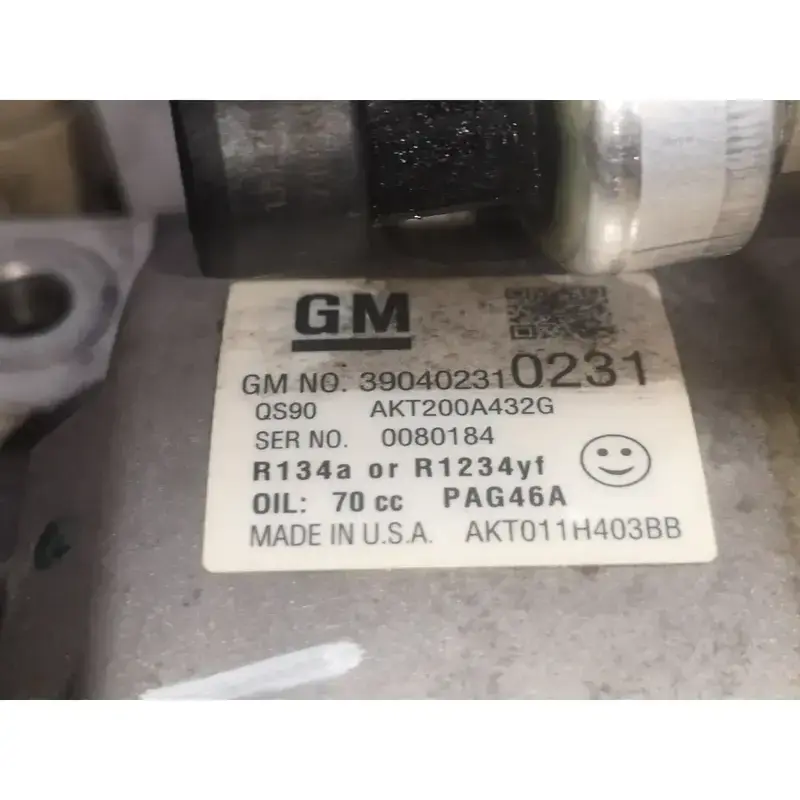 GM
GM NO. 39040231 0231
QS90 AKT200A432G
SER NO. 0080184
R134a or R1234yf
OIL: 70 cc PAG46A
MADE IN U.S.A. AKT011H403BB